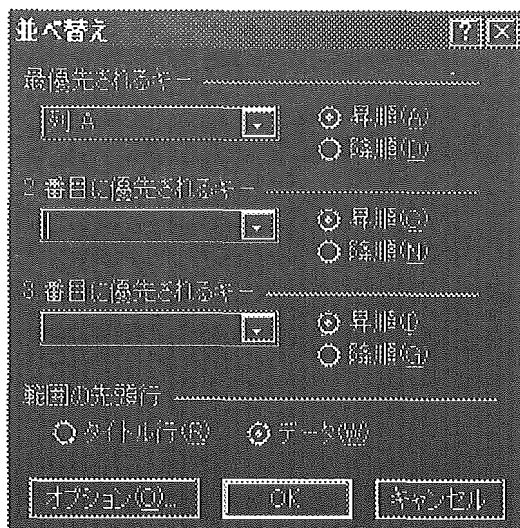 並べ替え
最優先されるキー
列 A
昇順(A)
降順(D)
2 番目に優先されるキー
昇順(C)
降順(N)
3 番目に優先されるキー
昇順(I)
降順(G)
範囲の先頭行
タイトル行(R) データ(W)
オプション(O)... OK キャンセル